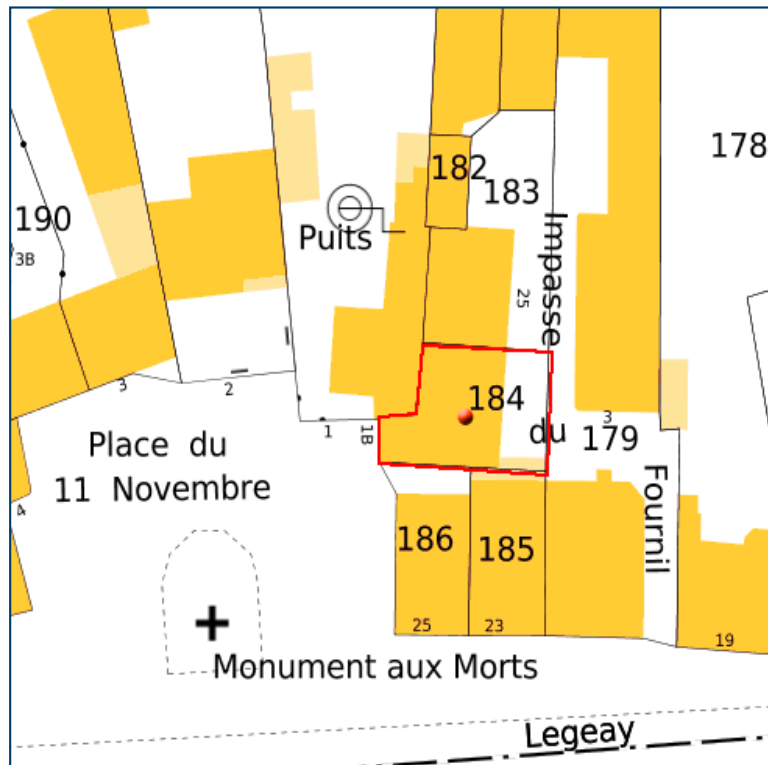 178
182
183
190
3B
Puits
Impasse
25
184
3
2
1
1B
3
du
179
Place du
11 Novembre
4
Fournil
186
185
25
23
19
Monument aux Morts
Legeay